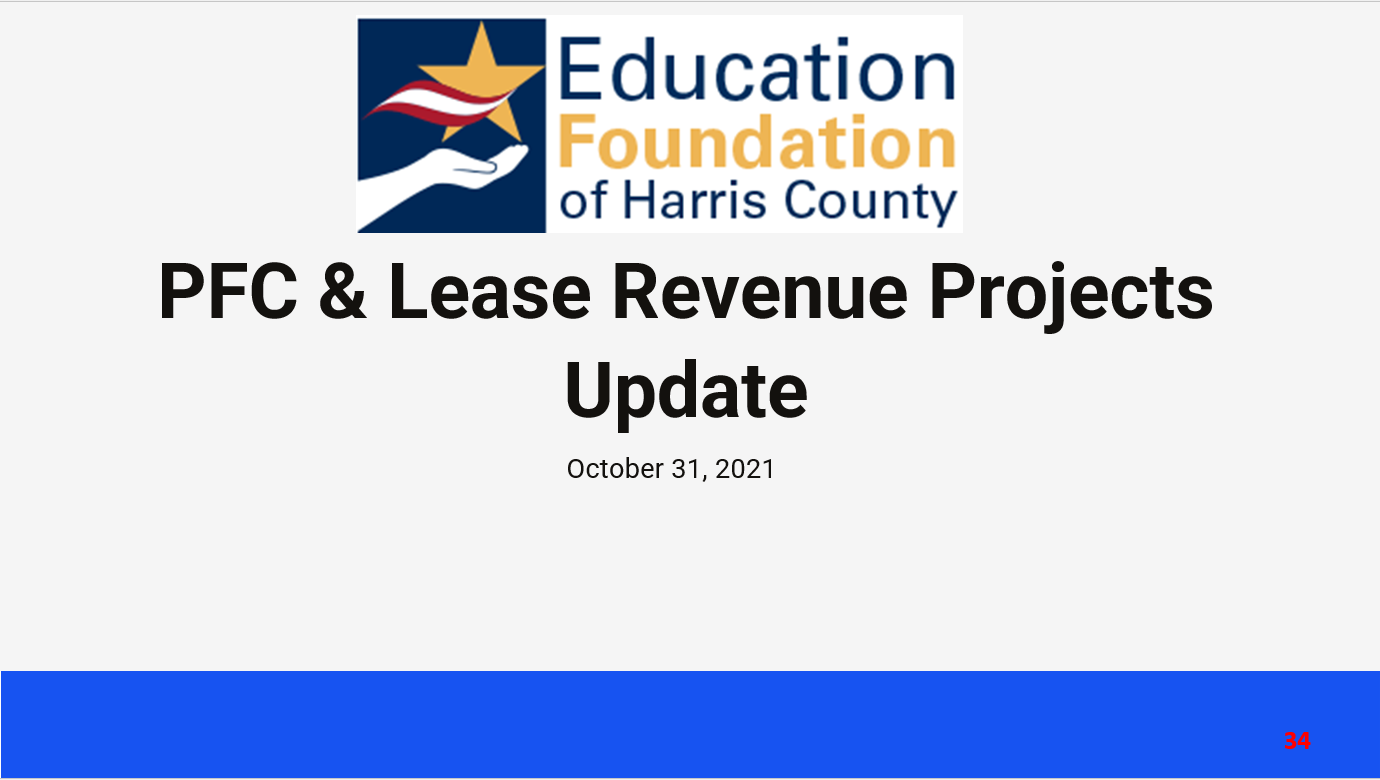 Education
Foundation
of Harris County
PFC & Lease Revenue Projects
Update
October 31, 2021
34